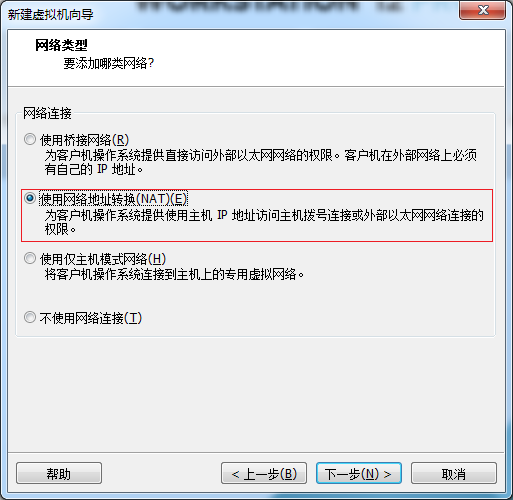 WORKSTATION 12
新建虚拟机向导
网络类型
要添加哪类网络?
网络连接
使用桥接网络(R)
为客户机操作系统提供直接访问外部以太网网络的权限。客户机在外部网络上必须
有自己的 IP 地址。
使用网络地址转换(NAT)(E)
为客户机操作系统提供使用主机 IP 地址访问主机拨号连接或外部以太网网络连接的
权限。
使用仅主机模式网络(H)
将客户机操作系统连接到主机上的专用虚拟网络。
不使用网络连接(T)
帮助
< 上一步(B)
下一步(N) >
取消